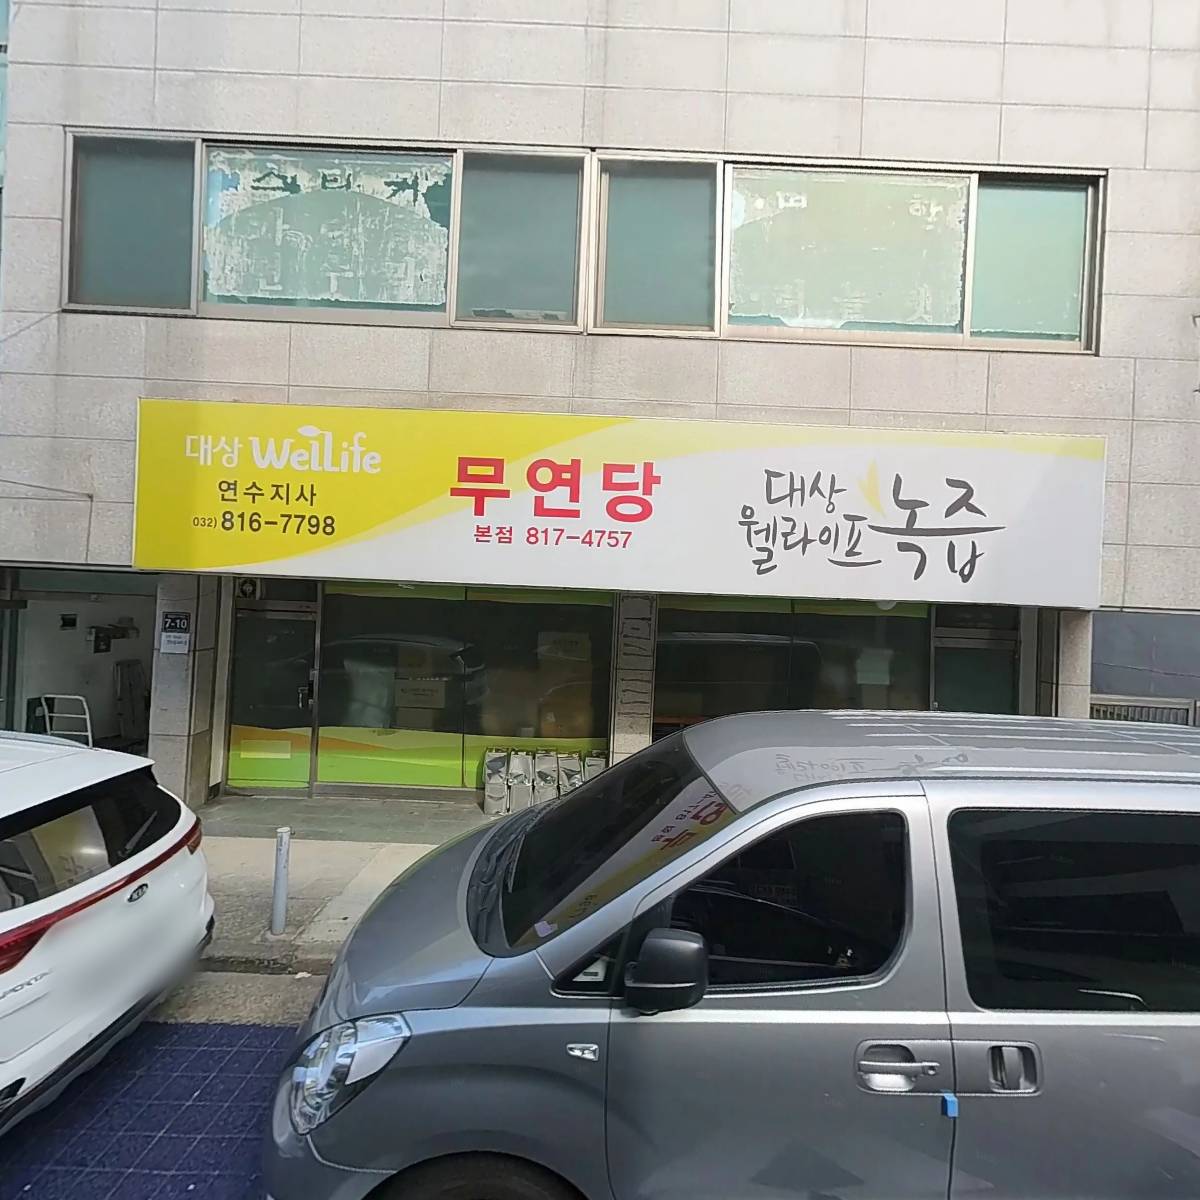 대상 WelLife
연수지사
032) 816-7798
무연당
본점 817-4757
대상
웰라이프 녹즙
7-10
KIA